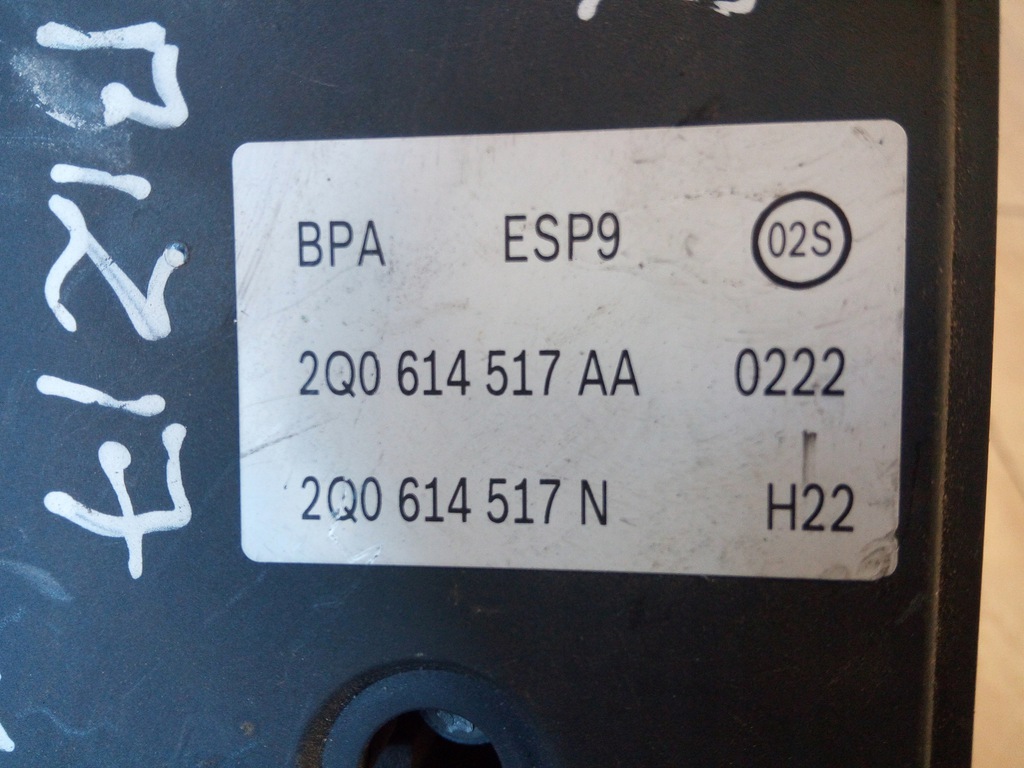 BPA ESP9 02S
2Q0 614 517 AA 0222
2Q0 614 517 N H22